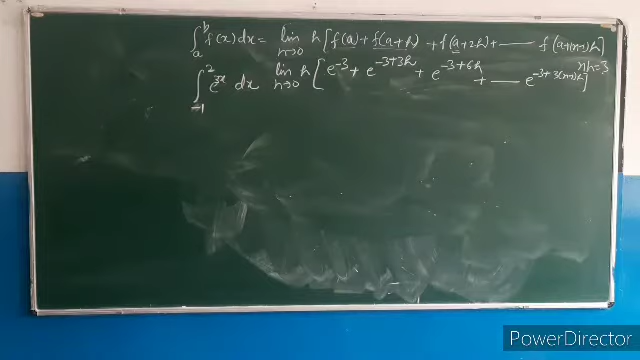 ∫_a^b f(x) dx = lim_{h→0} h [f(a) + f(a+h) + f(a+2h) + —— f(a+(n-1)h)
nh=3
∫_{-1}^2 e^{3x} dx lim_{h→0} h [e^{-3} + e^{-3+3h} + e^{-3+6h} + —— e^{-3+3(n-1)h}]
PowerDirector